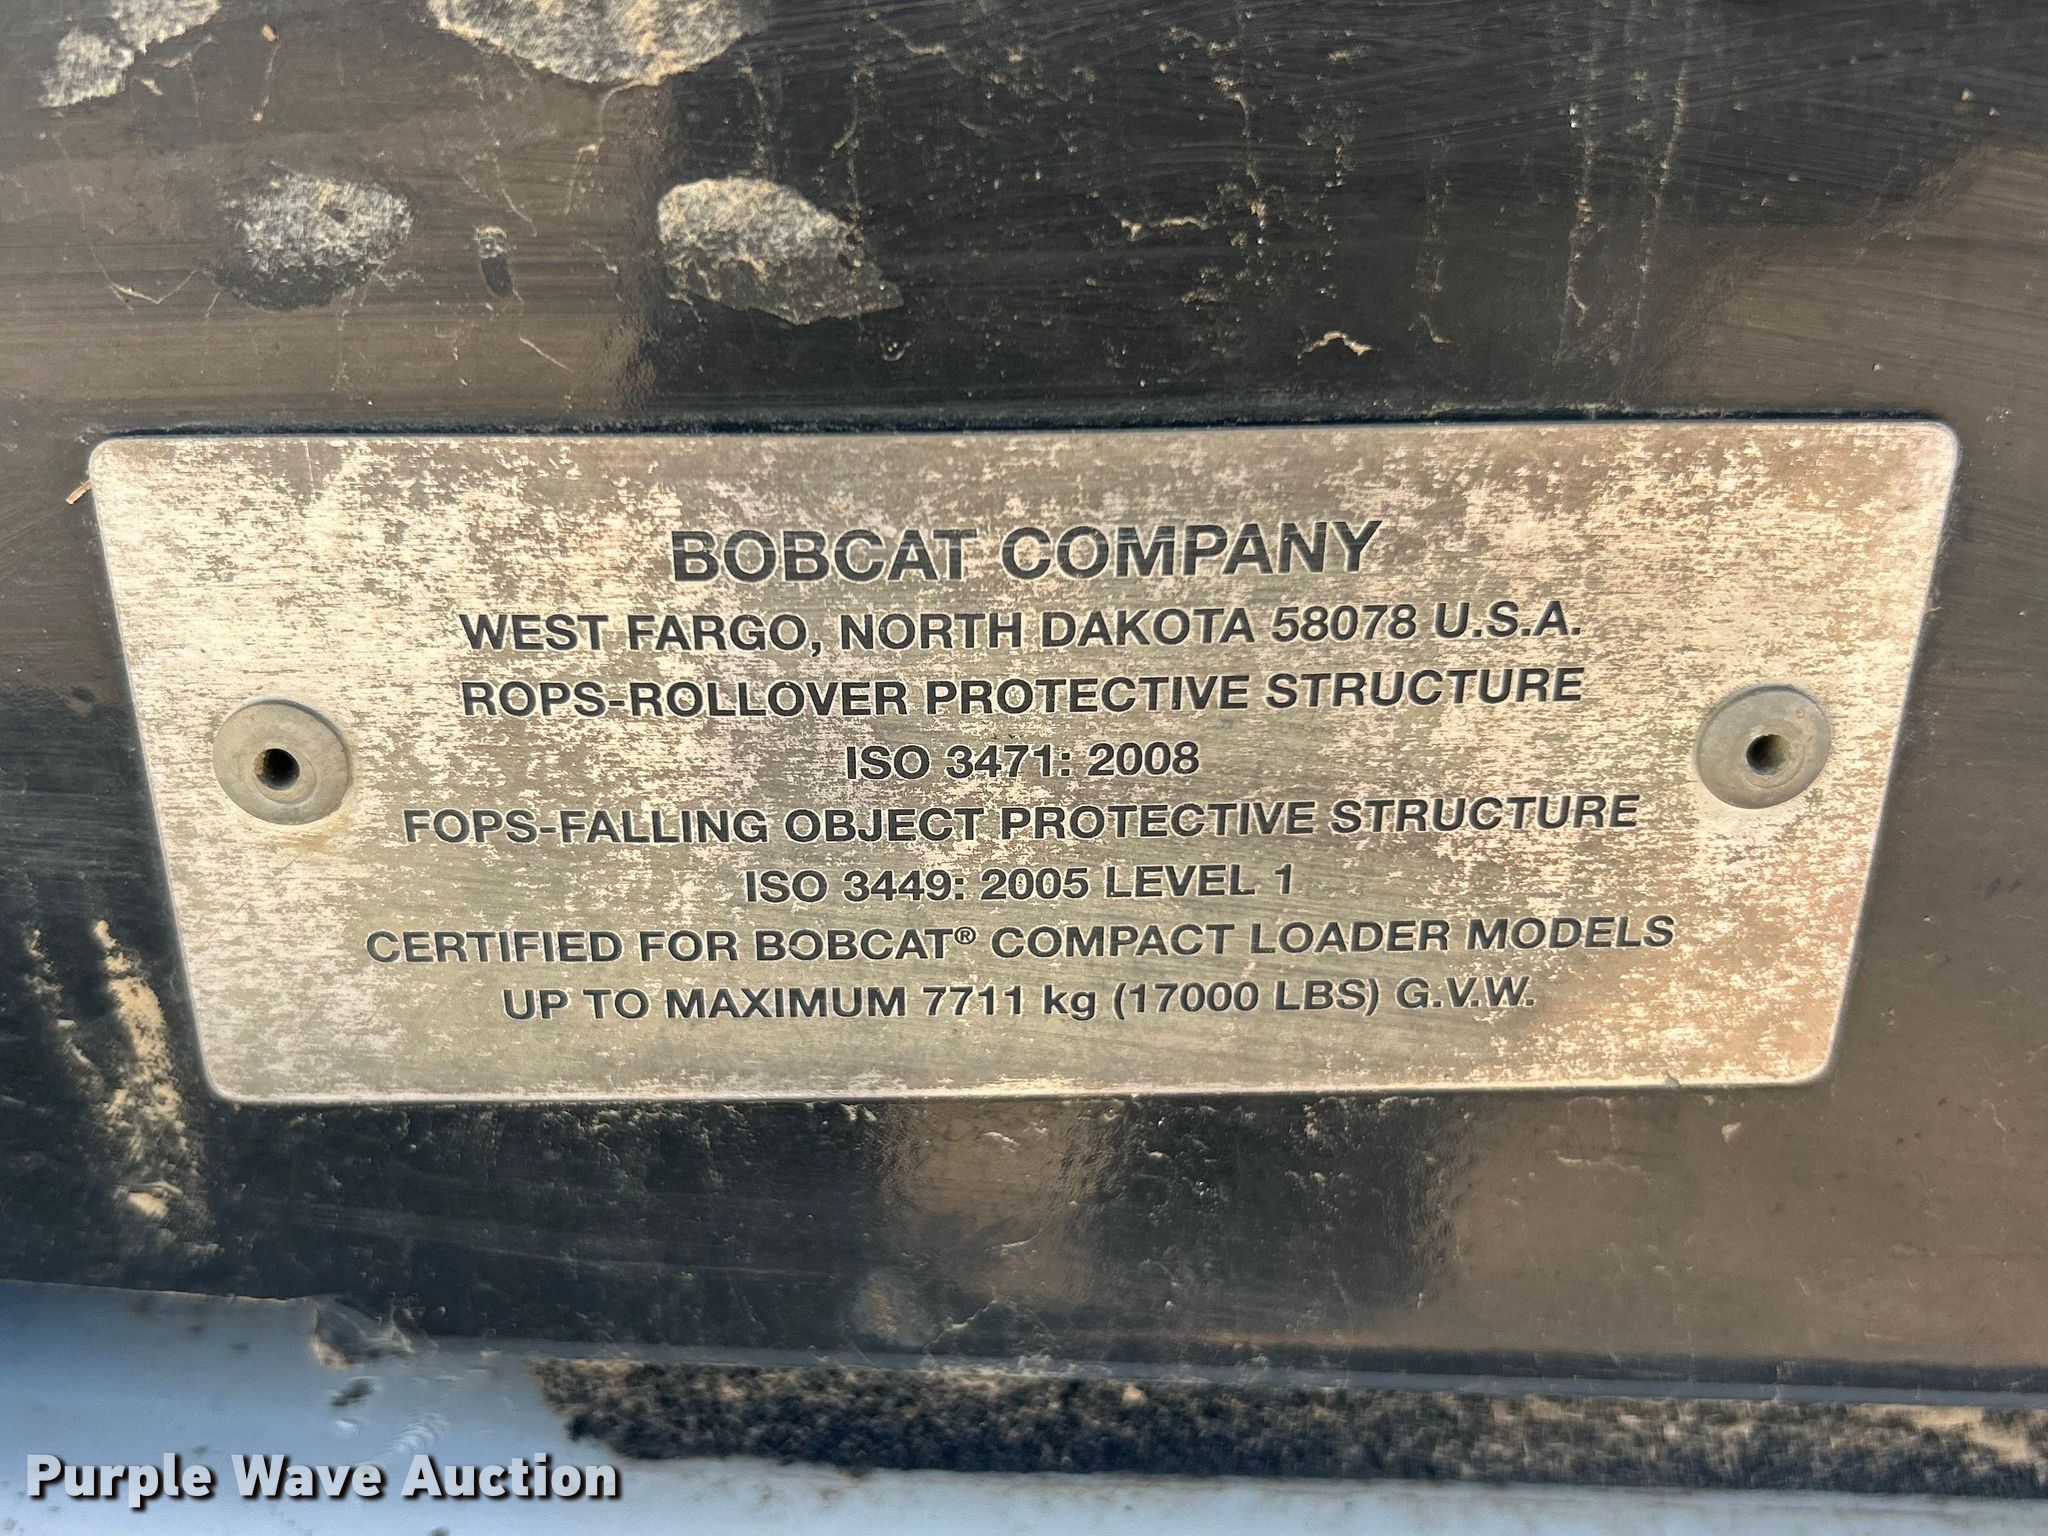 BOBCAT COMPANY
WEST FARGO, NORTH DAKOTA 58078 U.S.A.
ROPS-ROLLOVER PROTECTIVE STRUCTURE
ISO 3471: 2008
FOPS-FALLING OBJECT PROTECTIVE STRUCTURE
ISO 3449: 2005 LEVEL 1
CERTIFIED FOR BOBCAT® COMPACT LOADER MODELS
UP TO MAXIMUM 7711 kg (17000 LBS) G.V.W.
Purple Wave Auction